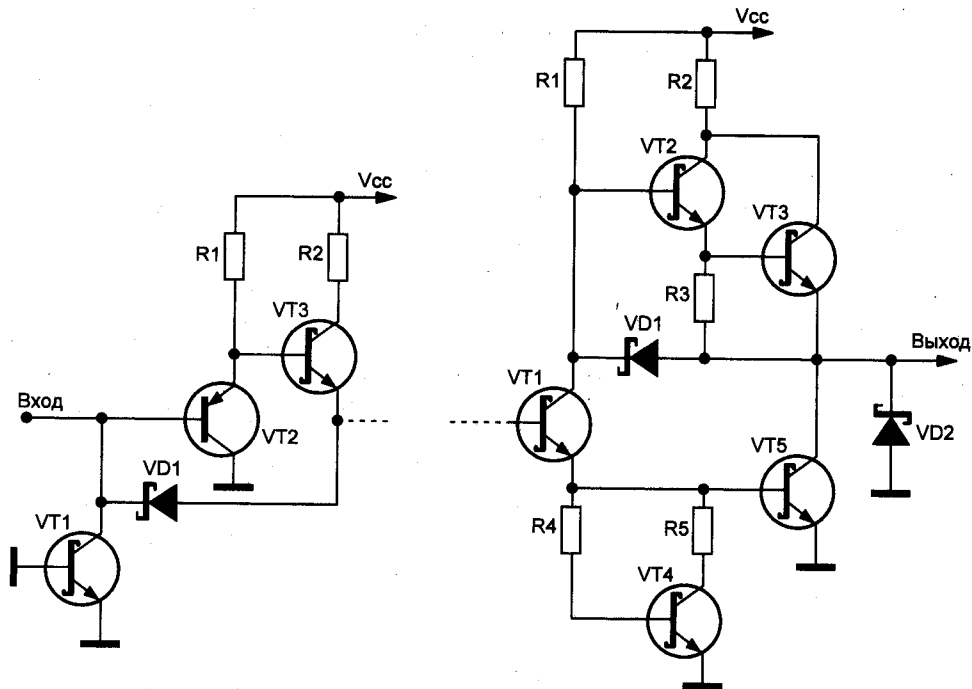 Vcc
R1
R2
VT3
Вход
VT2
VD1
VT1
Vcc
R1
R2
VT2
VT3
R3
VD1
Выход
VT1
VD2
VT5
R4
R5
VT4